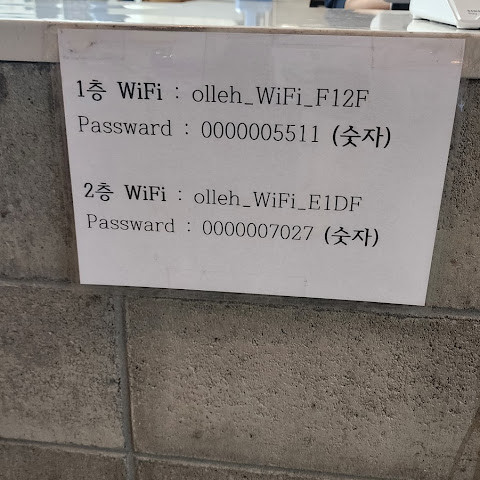 1층 WiFi : olleh_WiFi_F12F
Passward : 0000005511 (숫자)
2층 WiFi : olleh_WiFi_E1DF
Passward : 0000007027 (숫자)